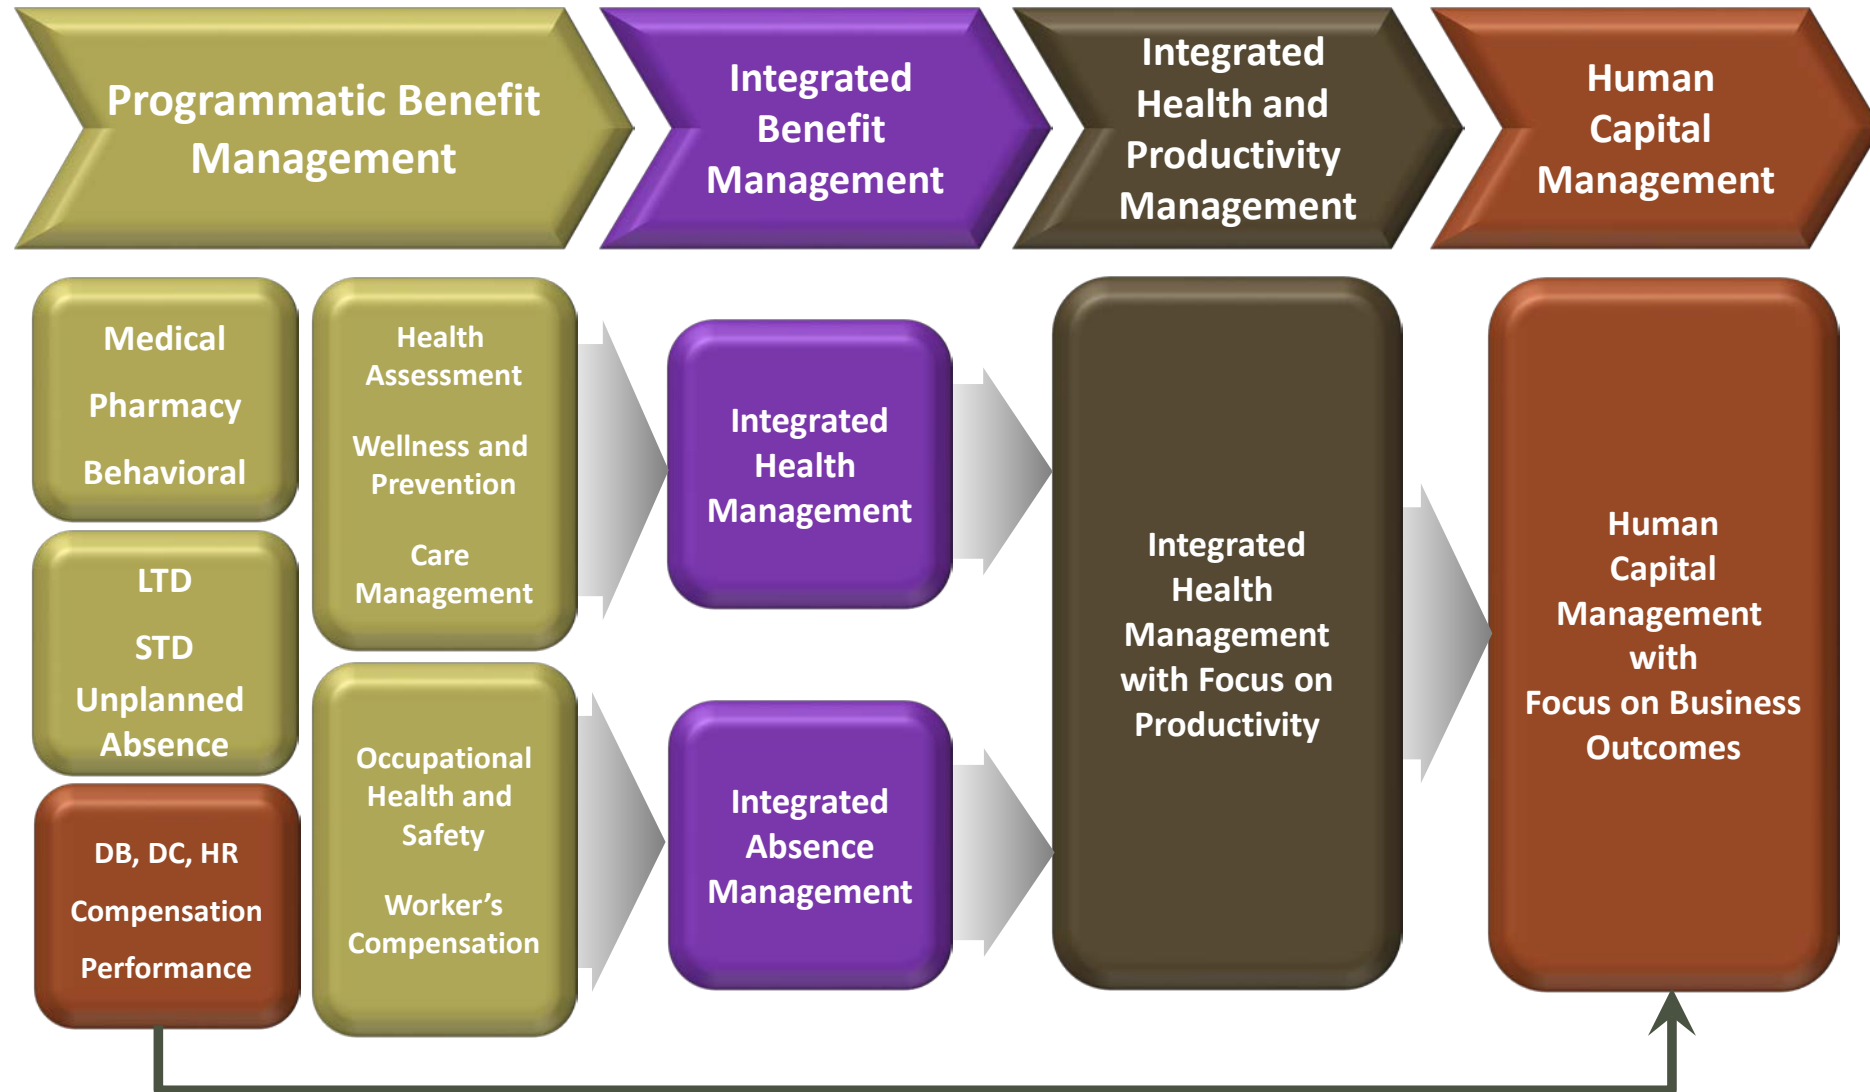 Programmatic Benefit
Management
Integrated
Benefit
Management
Integrated
Health and
Productivity
Management
Human
Capital
Management
Medical
Pharmacy
Behavioral
LTD
STD
Unplanned
Absence
DB, DC, HR
Compensation
Performance
Health
Assessment
Wellness and
Prevention
Care
Management
Occupational
Health and
Safety
Worker’s
Compensation
Integrated
Health
Management
Integrated
Absence
Management
Integrated
Health
Management
with Focus on
Productivity
Human
Capital
Management
with
Focus on Business
Outcomes